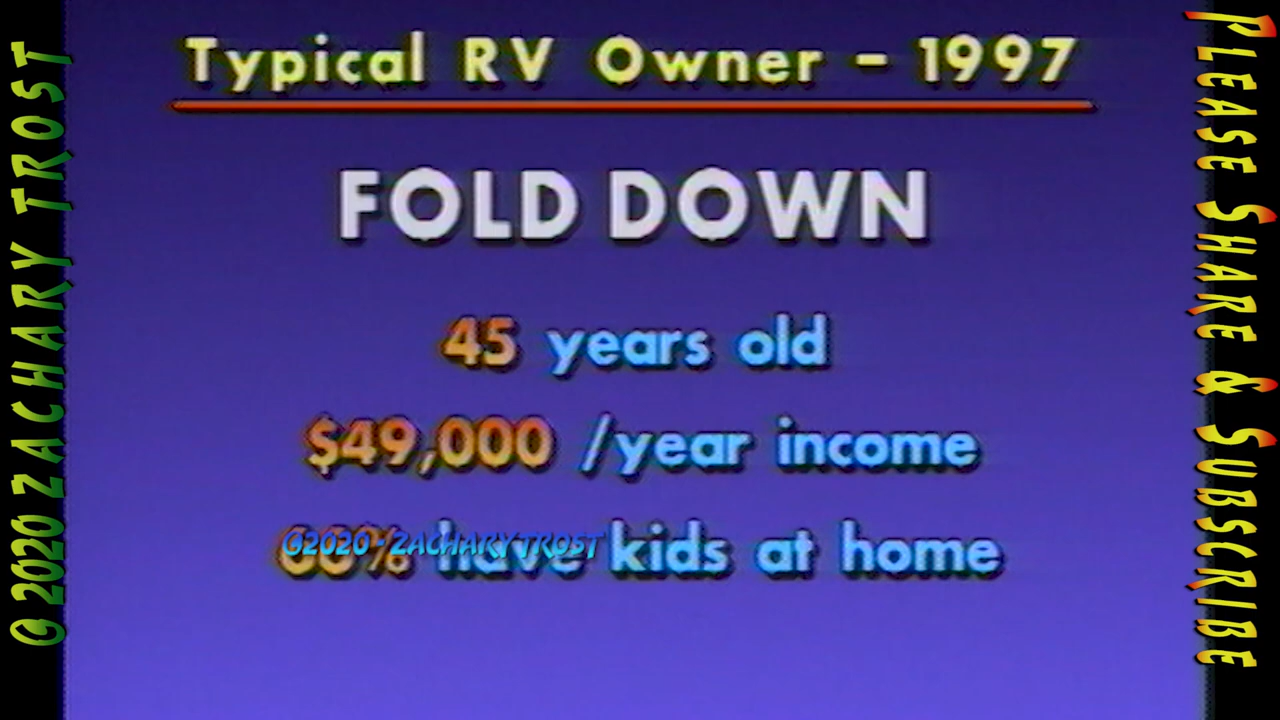 Typical RV Owner - 1997
FOLD DOWN
45 years old
$49,000 /year income
have kids at home
©2020 - ZACHARY TROST
© 2020 ZACHARY TROST
PLEASE SHARE & SUBSCRIBE